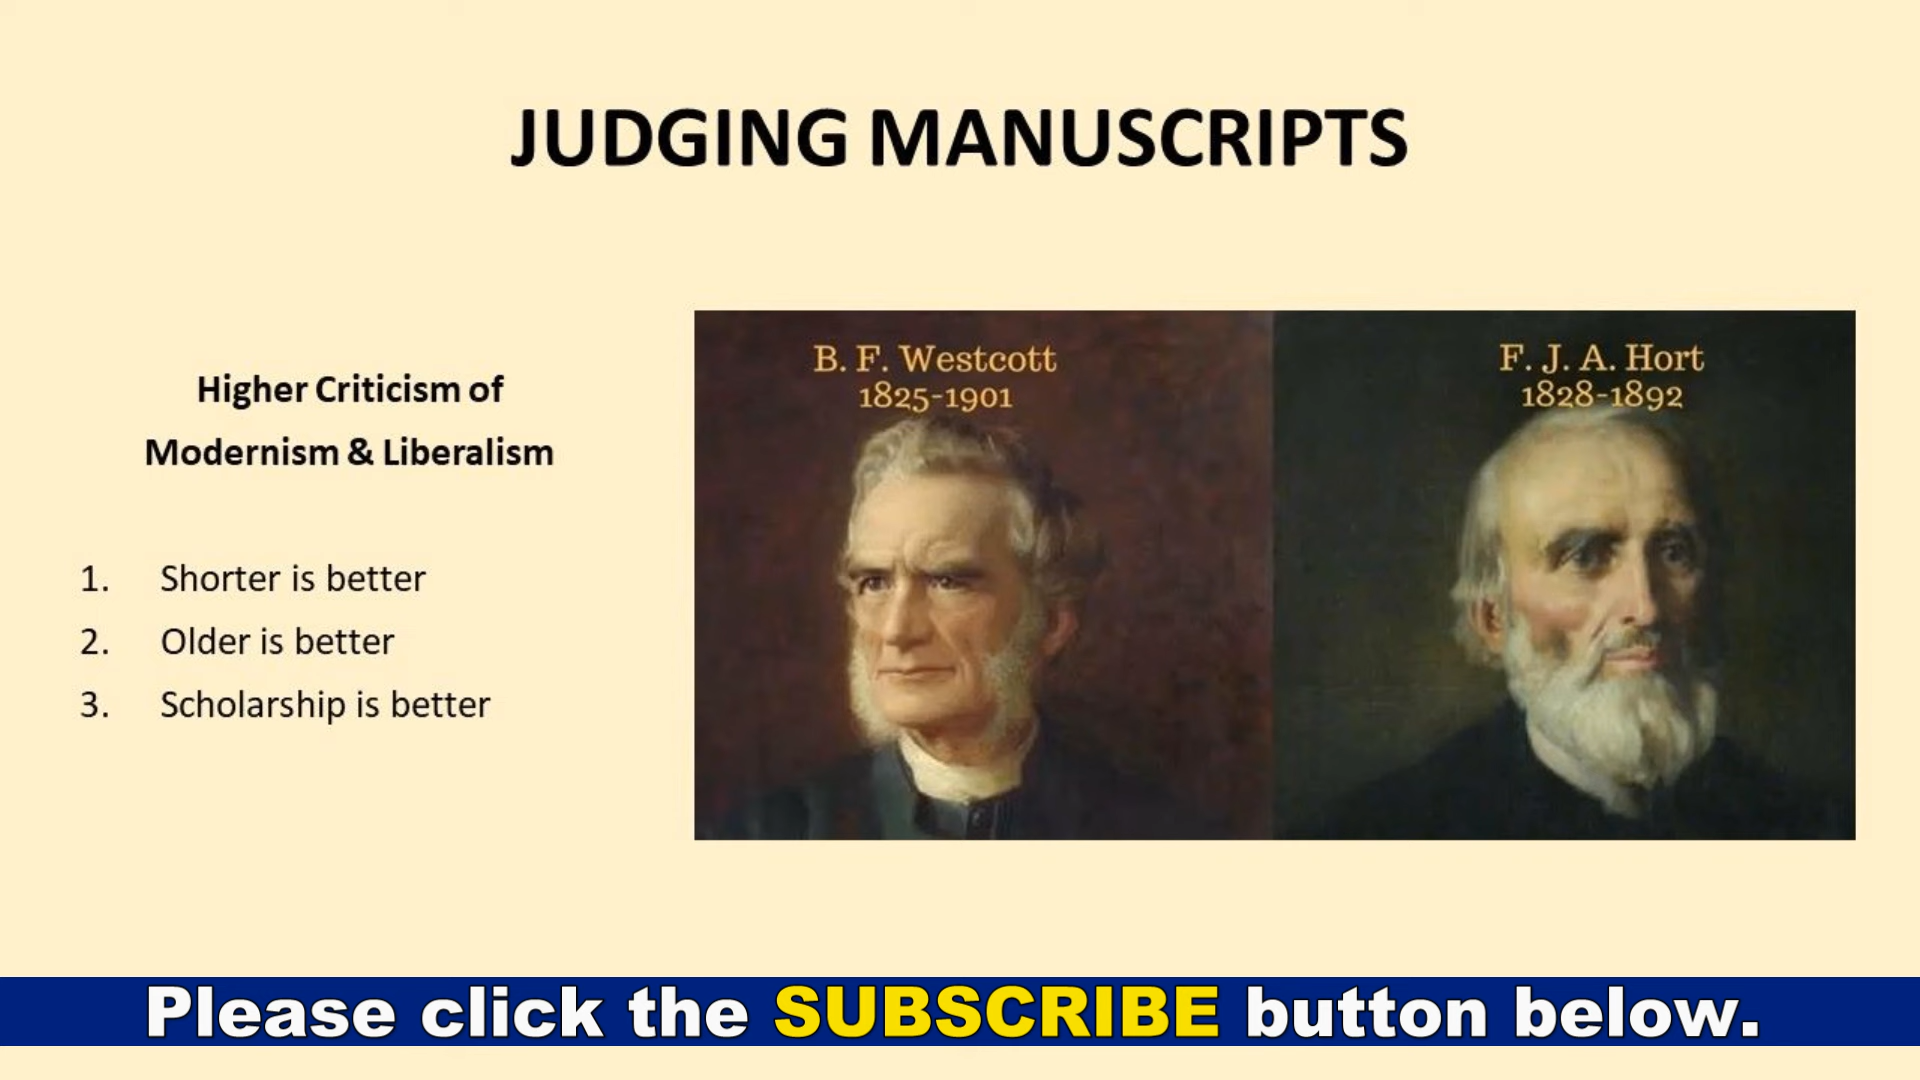 JUDGING MANUSCRIPTS
Higher Criticism of
Modernism & Liberalism
1. Shorter is better
2. Older is better
3. Scholarship is better
B. F. Westcott
1825-1901
F. J. A. Hort
1828-1892
Please click the SUBSCRIBE button below.